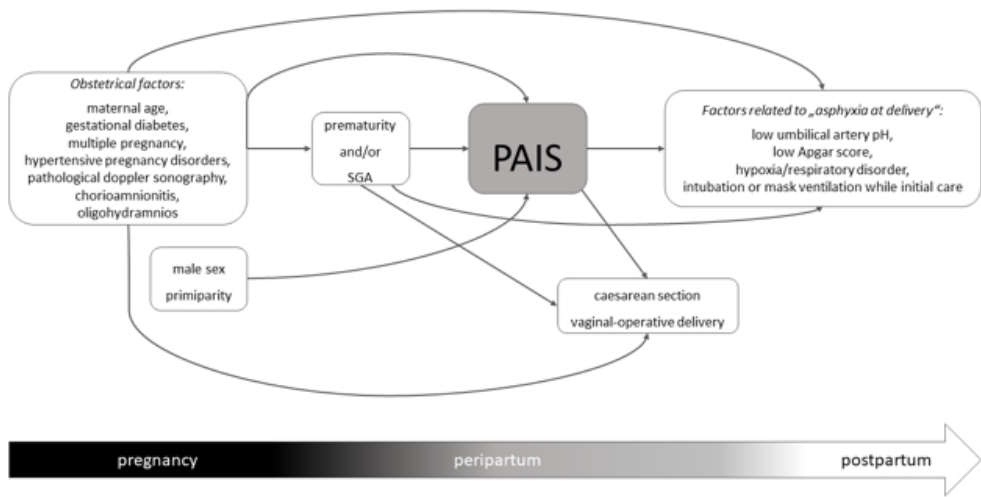 Obstetrical factors:
maternal age,
gestational diabetes,
multiple pregnancy,
hypertensive pregnancy disorders,
pathological doppler sonography,
chorioamnionitis,
oligohydramnios
prematurity
and/or
SGA
PAIS
Factors related to „asphyxia at delivery“:
low umbilical artery pH,
low Apgar score,
hypoxia/respiratory disorder,
intubation or mask ventilation while initial care
male sex
primiparity
caesarean section
vaginal-operative delivery
pregnancy
peripartum
postpartum